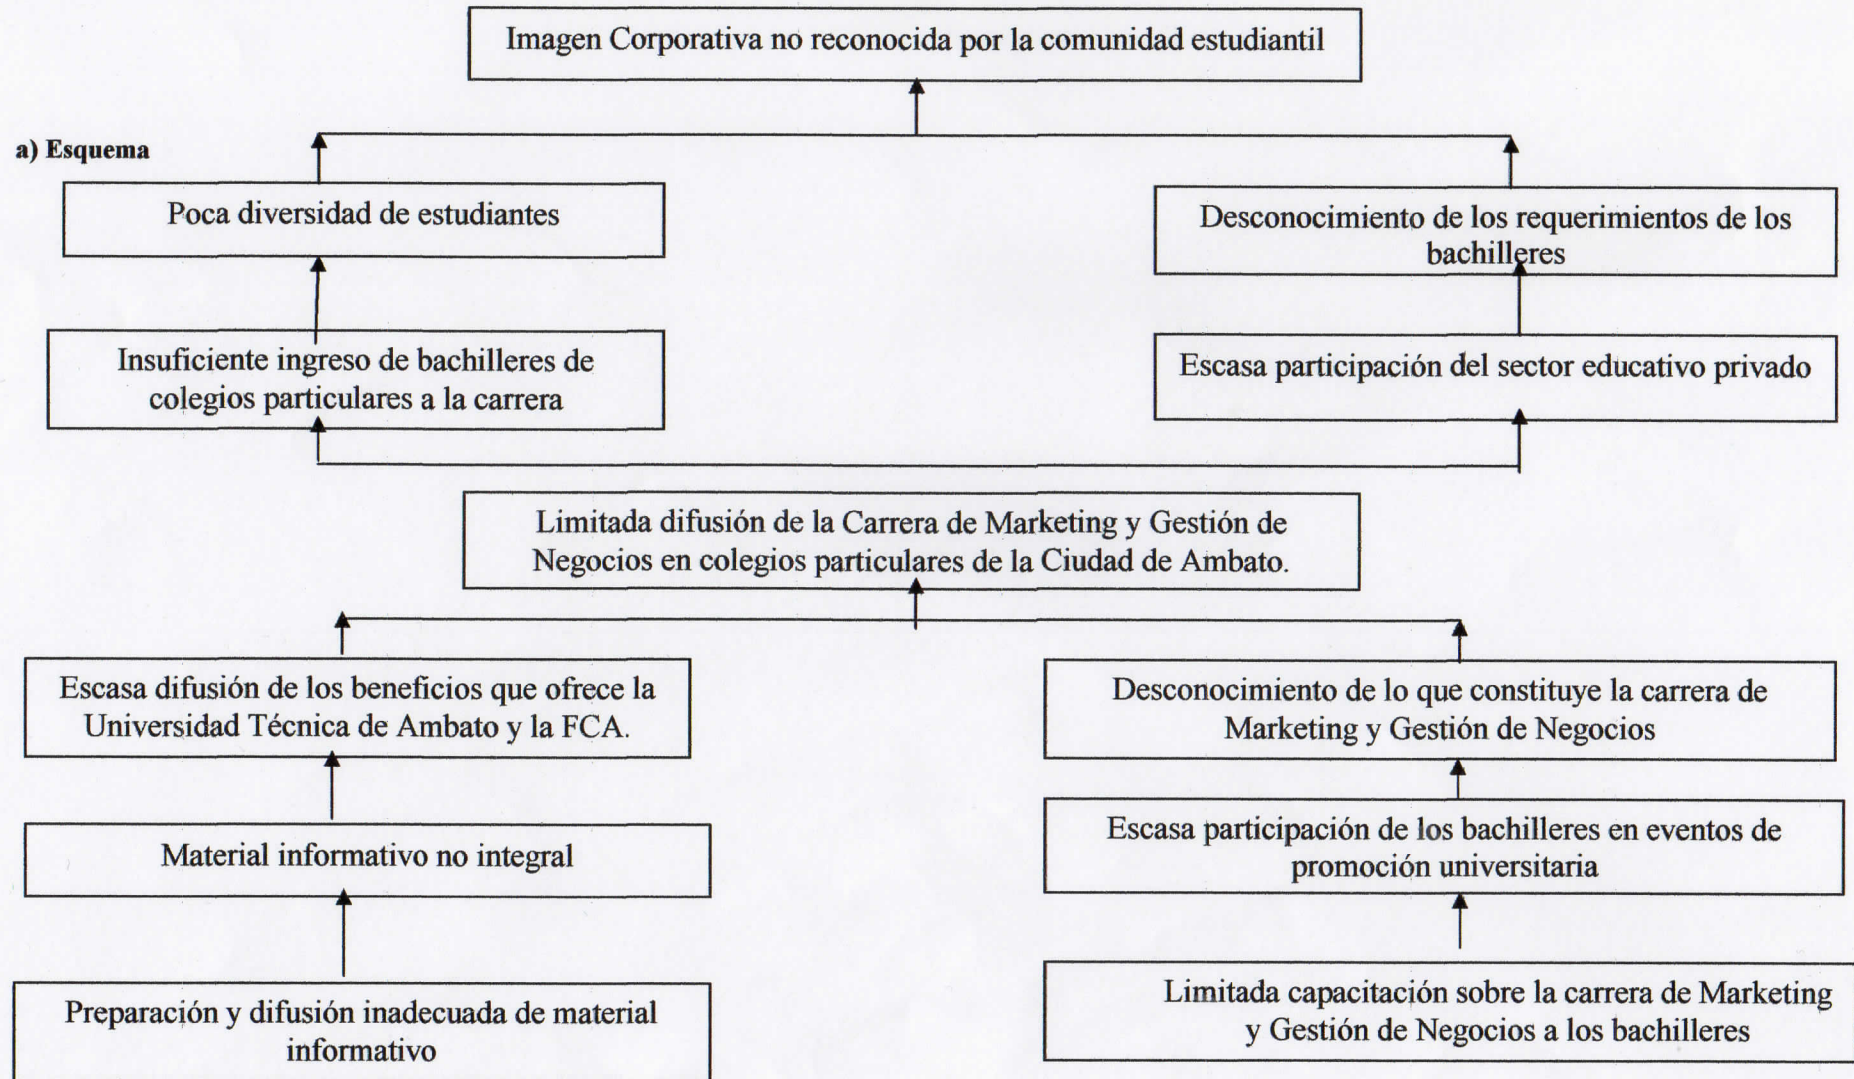 Imagen Corporativa no reconocida por la comunidad estudiantil
a) Esquema
Poca diversidad de estudiantes
Desconocimiento de los requerimientos de los
bachilleres
Insuficiente ingreso de bachilleres de
colegios particulares a la carrera
Escasa participación del sector educativo privado
Limitada difusión de la Carrera de Marketing y Gestión de
Negocios en colegios particulares de la Ciudad de Ambato.
Escasa difusión de los beneficios que ofrece la
Universidad Técnica de Ambato y la FCA.
Desconocimiento de lo que constituye la carrera de
Marketing y Gestión de Negocios
Material informativo no integral
Escasa participación de los bachilleres en eventos de
promoción universitaria
Preparación y difusión inadecuada de material
informativo
Limitada capacitación sobre la carrera de Marketing
y Gestión de Negocios a los bachilleres